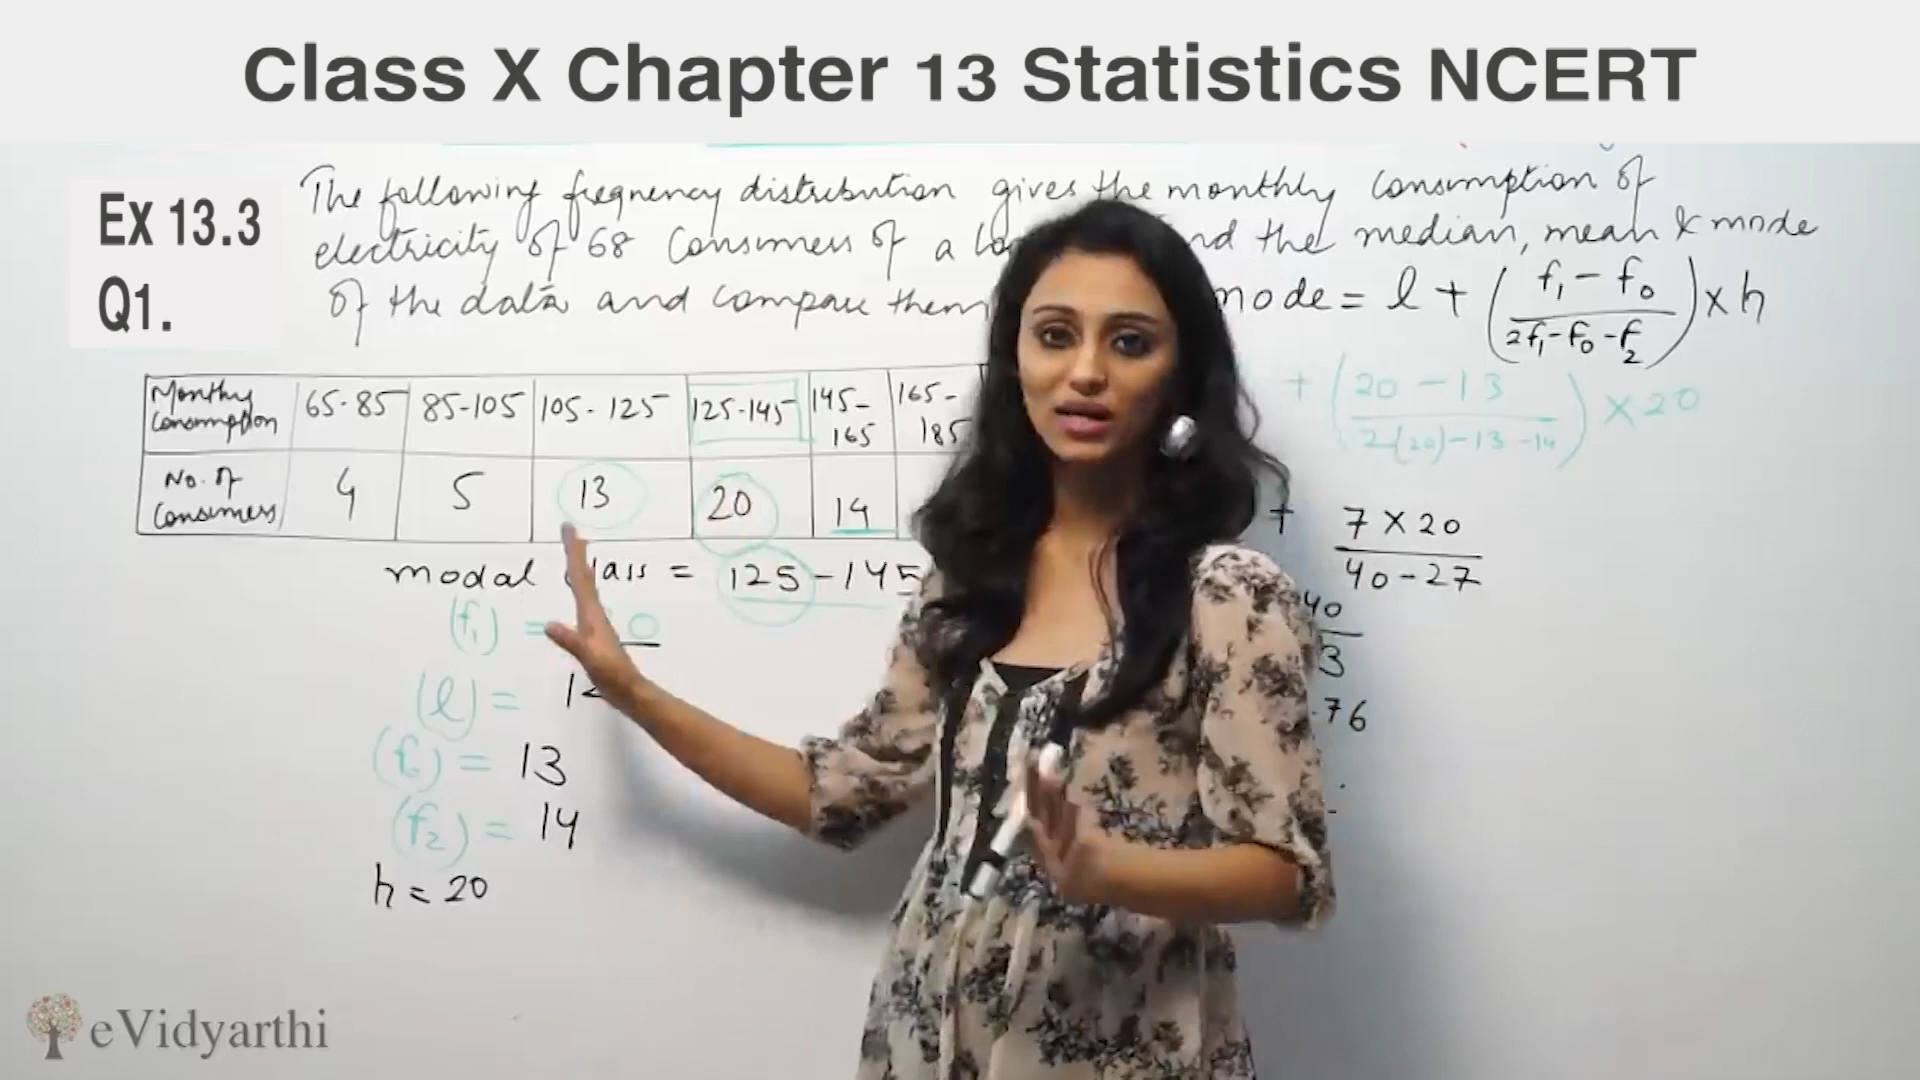 Class X Chapter 13 Statistics NCERT
Ex 13.3
Q1.
The following frequency distribution gives the monthly consumption of
electricity of 68 consumers of a the median, mean & mode
of the data and compare them
mode = l + (f₁ - f₀ / 2f₁ - f₀ - f₂) x h
Monthly Consumption 65-85 85-105 105-125 125-145 145-165 165-185
No. of Consumers 4 5 13 20 14
+ (20 - 13 / 2(20) - 13 - 14) x 20
modal class = 125-145
7 x 20 / 40 - 27
(f₁) =
(l) =
(f₀) = 13
(f₂) = 14
h = 20
76
eVidyarthi